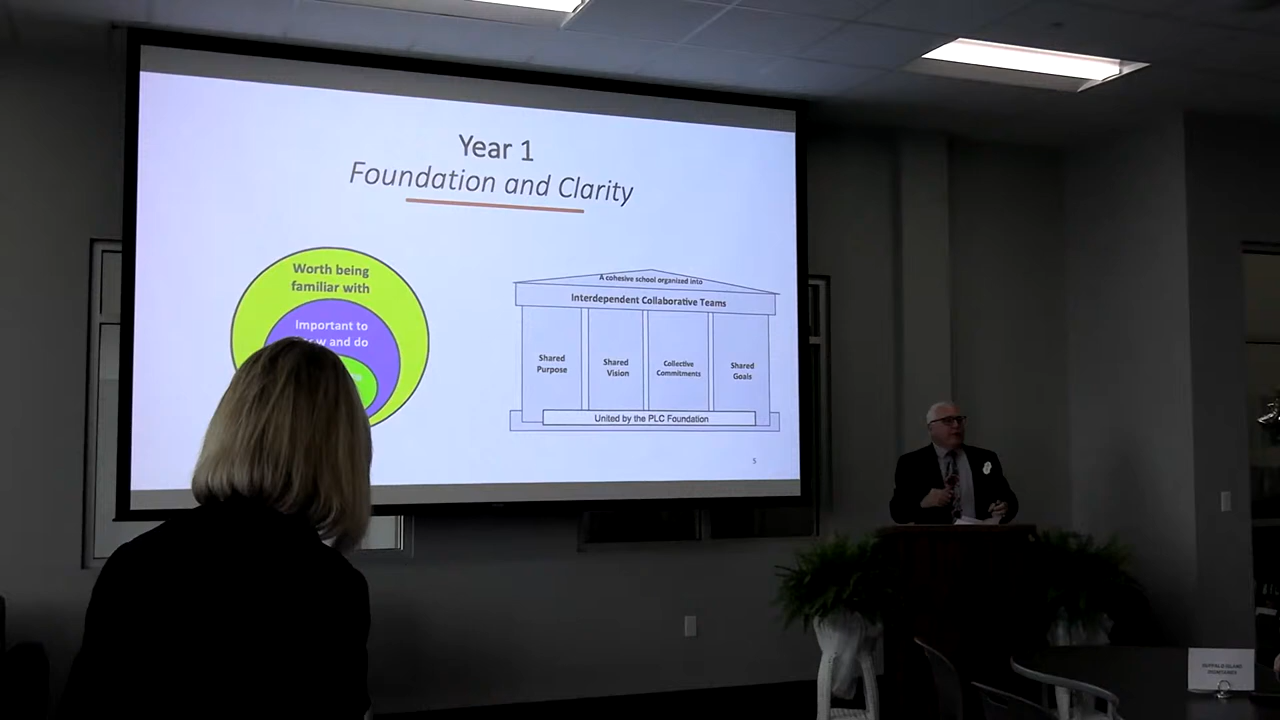 Year 1
Foundation and Clarity
Worth being
familiar with
Important to
and do
A cohesive school organized into
Interdependent Collaborative Teams
Shared
Purpose
Shared
Vision
Collective
Commitments
Shared
Goals
United by the PLC Foundation
5